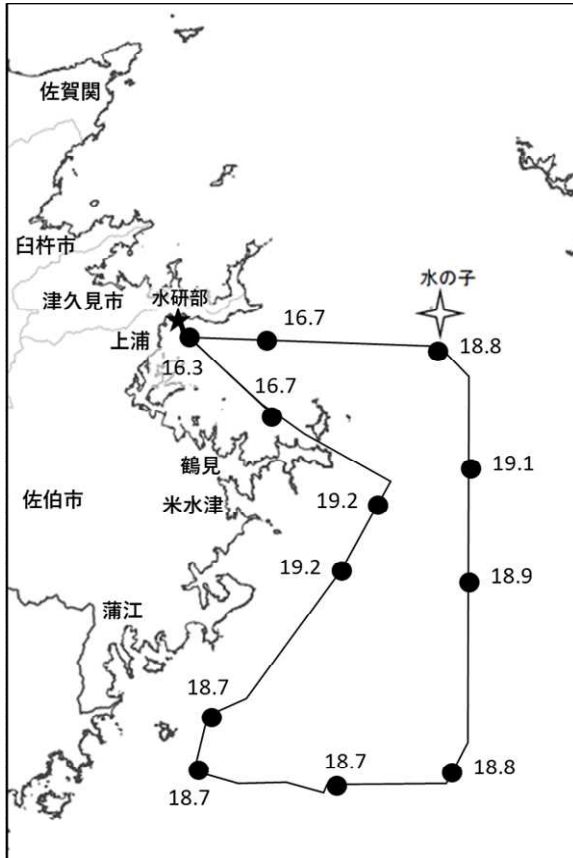 佐賀関
臼杵市
津久見市
水研部
水の子
上浦
16.7
18.8
16.3
16.7
19.1
鶴見
佐伯市
米水津
19.2
19.2
18.9
蒲江
18.7
18.7
18.8
18.7